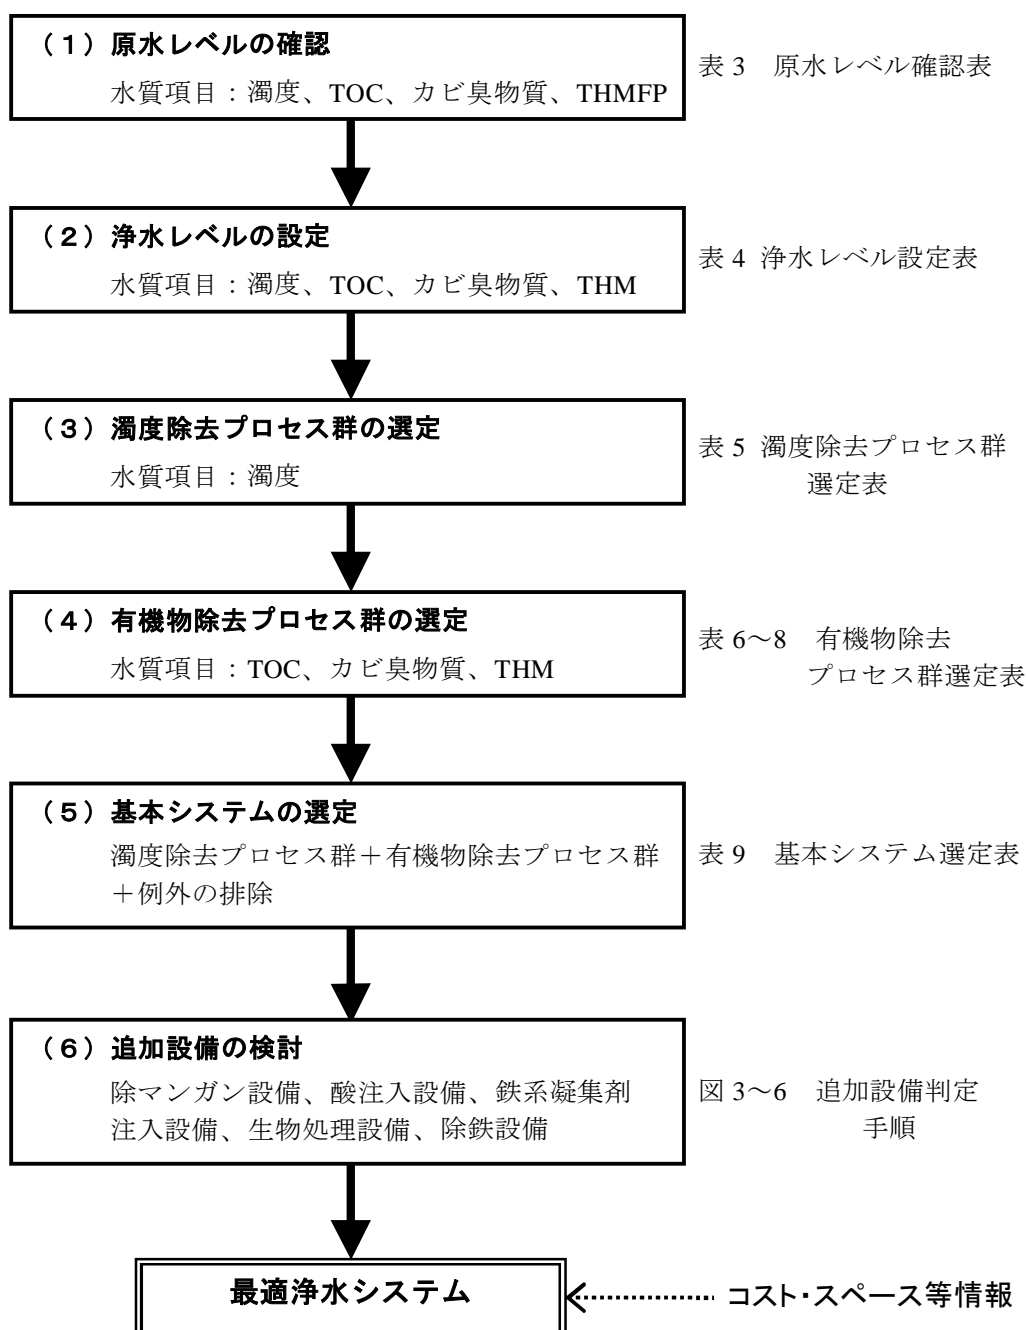 （１）原水レベルの確認
水質項目：濁度、TOC、カビ臭物質、THMFP
表 3　原水レベル確認表
（２）浄水レベルの設定
水質項目：濁度、TOC、カビ臭物質、THM
表 4 浄水レベル設定表
（３）濁度除去プロセス群の選定
水質項目：濁度
表 5 濁度除去プロセス群
選定表
（４）有機物除去プロセス群の選定
水質項目：TOC、カビ臭物質、THM
表 6～8　有機物除去
プロセス群選定表
（５）基本システムの選定
濁度除去プロセス群＋有機物除去プロセス群
＋例外の排除
表 9　基本システム選定表
（６）追加設備の検討
除マンガン設備、酸注入設備、鉄系凝集剤
注入設備、生物処理設備、除鉄設備
図 3～6　追加設備判定
手順
最適浄水システム
コスト・スペース等情報